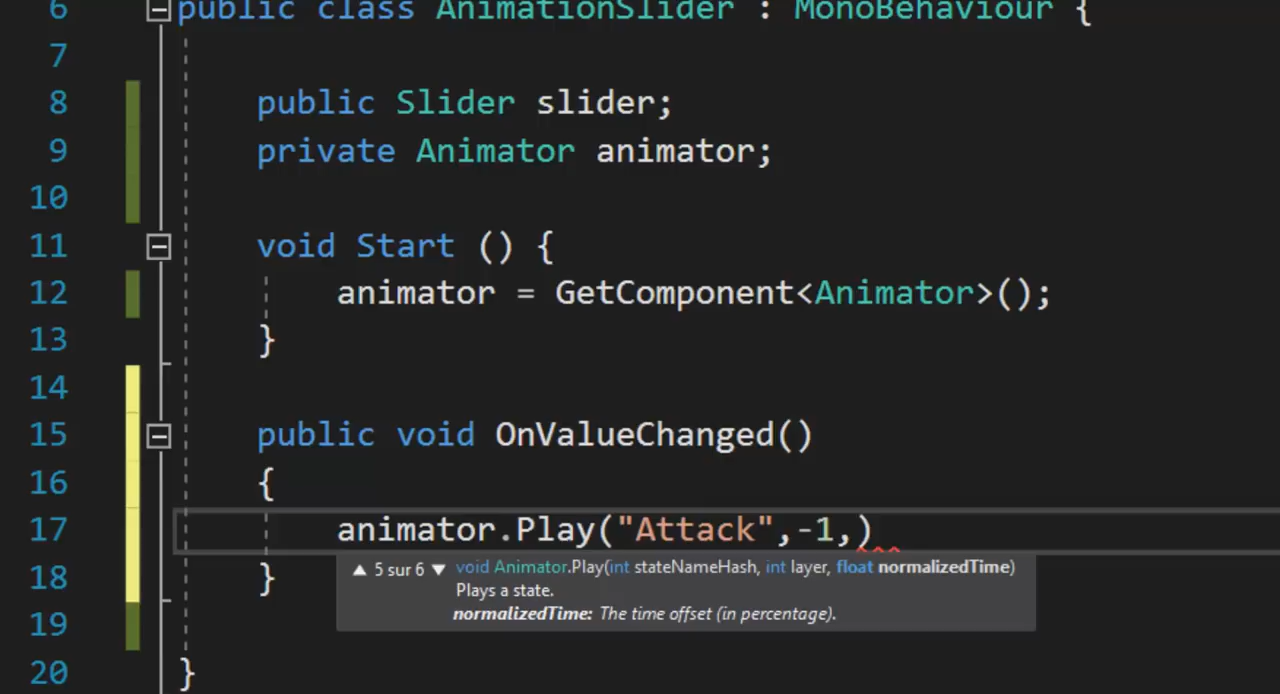 6 public class AnimationSlider : MonoBehaviour {
7
8 public Slider slider;
9 private Animator animator;
10
11 void Start () {
12 animator = GetComponent<Animator>();
13 }
14
15 public void OnValueChanged()
16 {
17 animator.Play("Attack",-1,)
▲ 5 sur 6 ▼ void Animator.Play(int stateNameHash, int layer, float normalizedTime)
Plays a state.
normalizedTime: The time offset (in percentage).
18 }
19
20 }